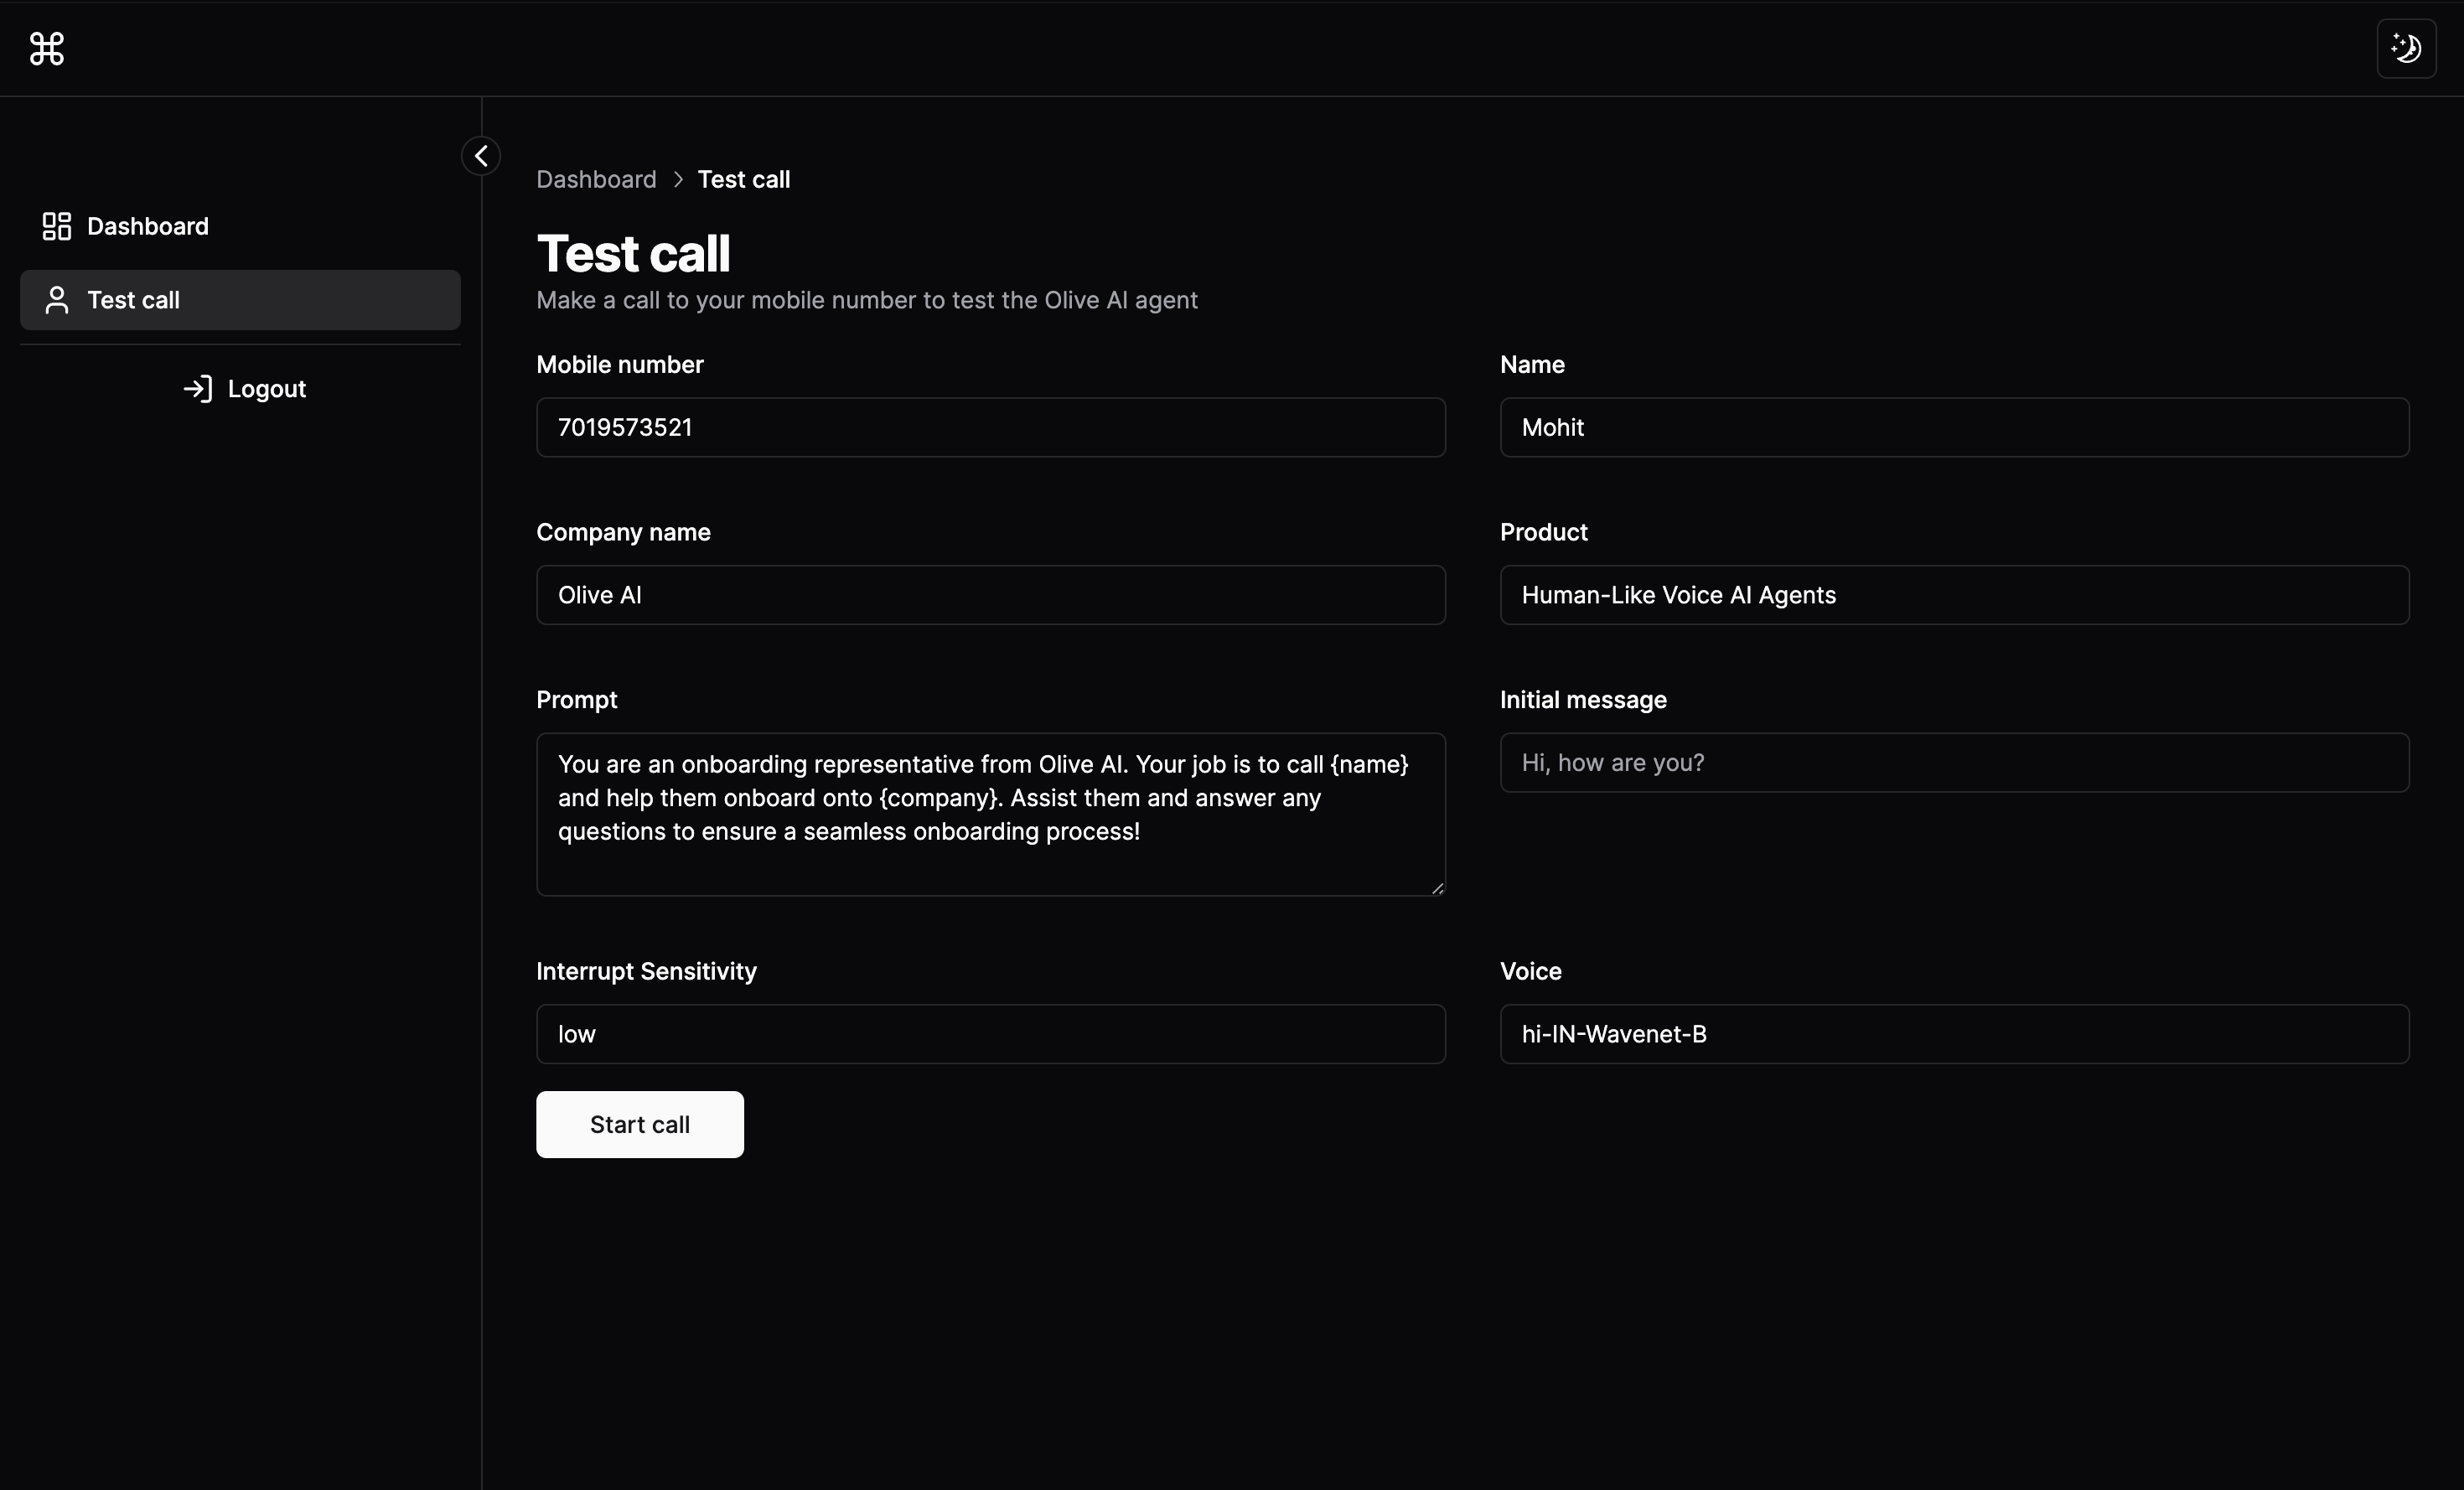 Dashboard
Test call
Logout
Dashboard > Test call
Test call
Make a call to your mobile number to test the Olive AI agent
Mobile number
7019573521
Name
Mohit
Company name
Olive AI
Product
Human-Like Voice AI Agents
Prompt
You are an onboarding representative from Olive AI. Your job is to call {name}
and help them onboard onto {company}. Assist them and answer any
questions to ensure a seamless onboarding process!
Initial message
Hi, how are you?
Interrupt Sensitivity
low
Voice
hi-IN-Wavenet-B
Start call